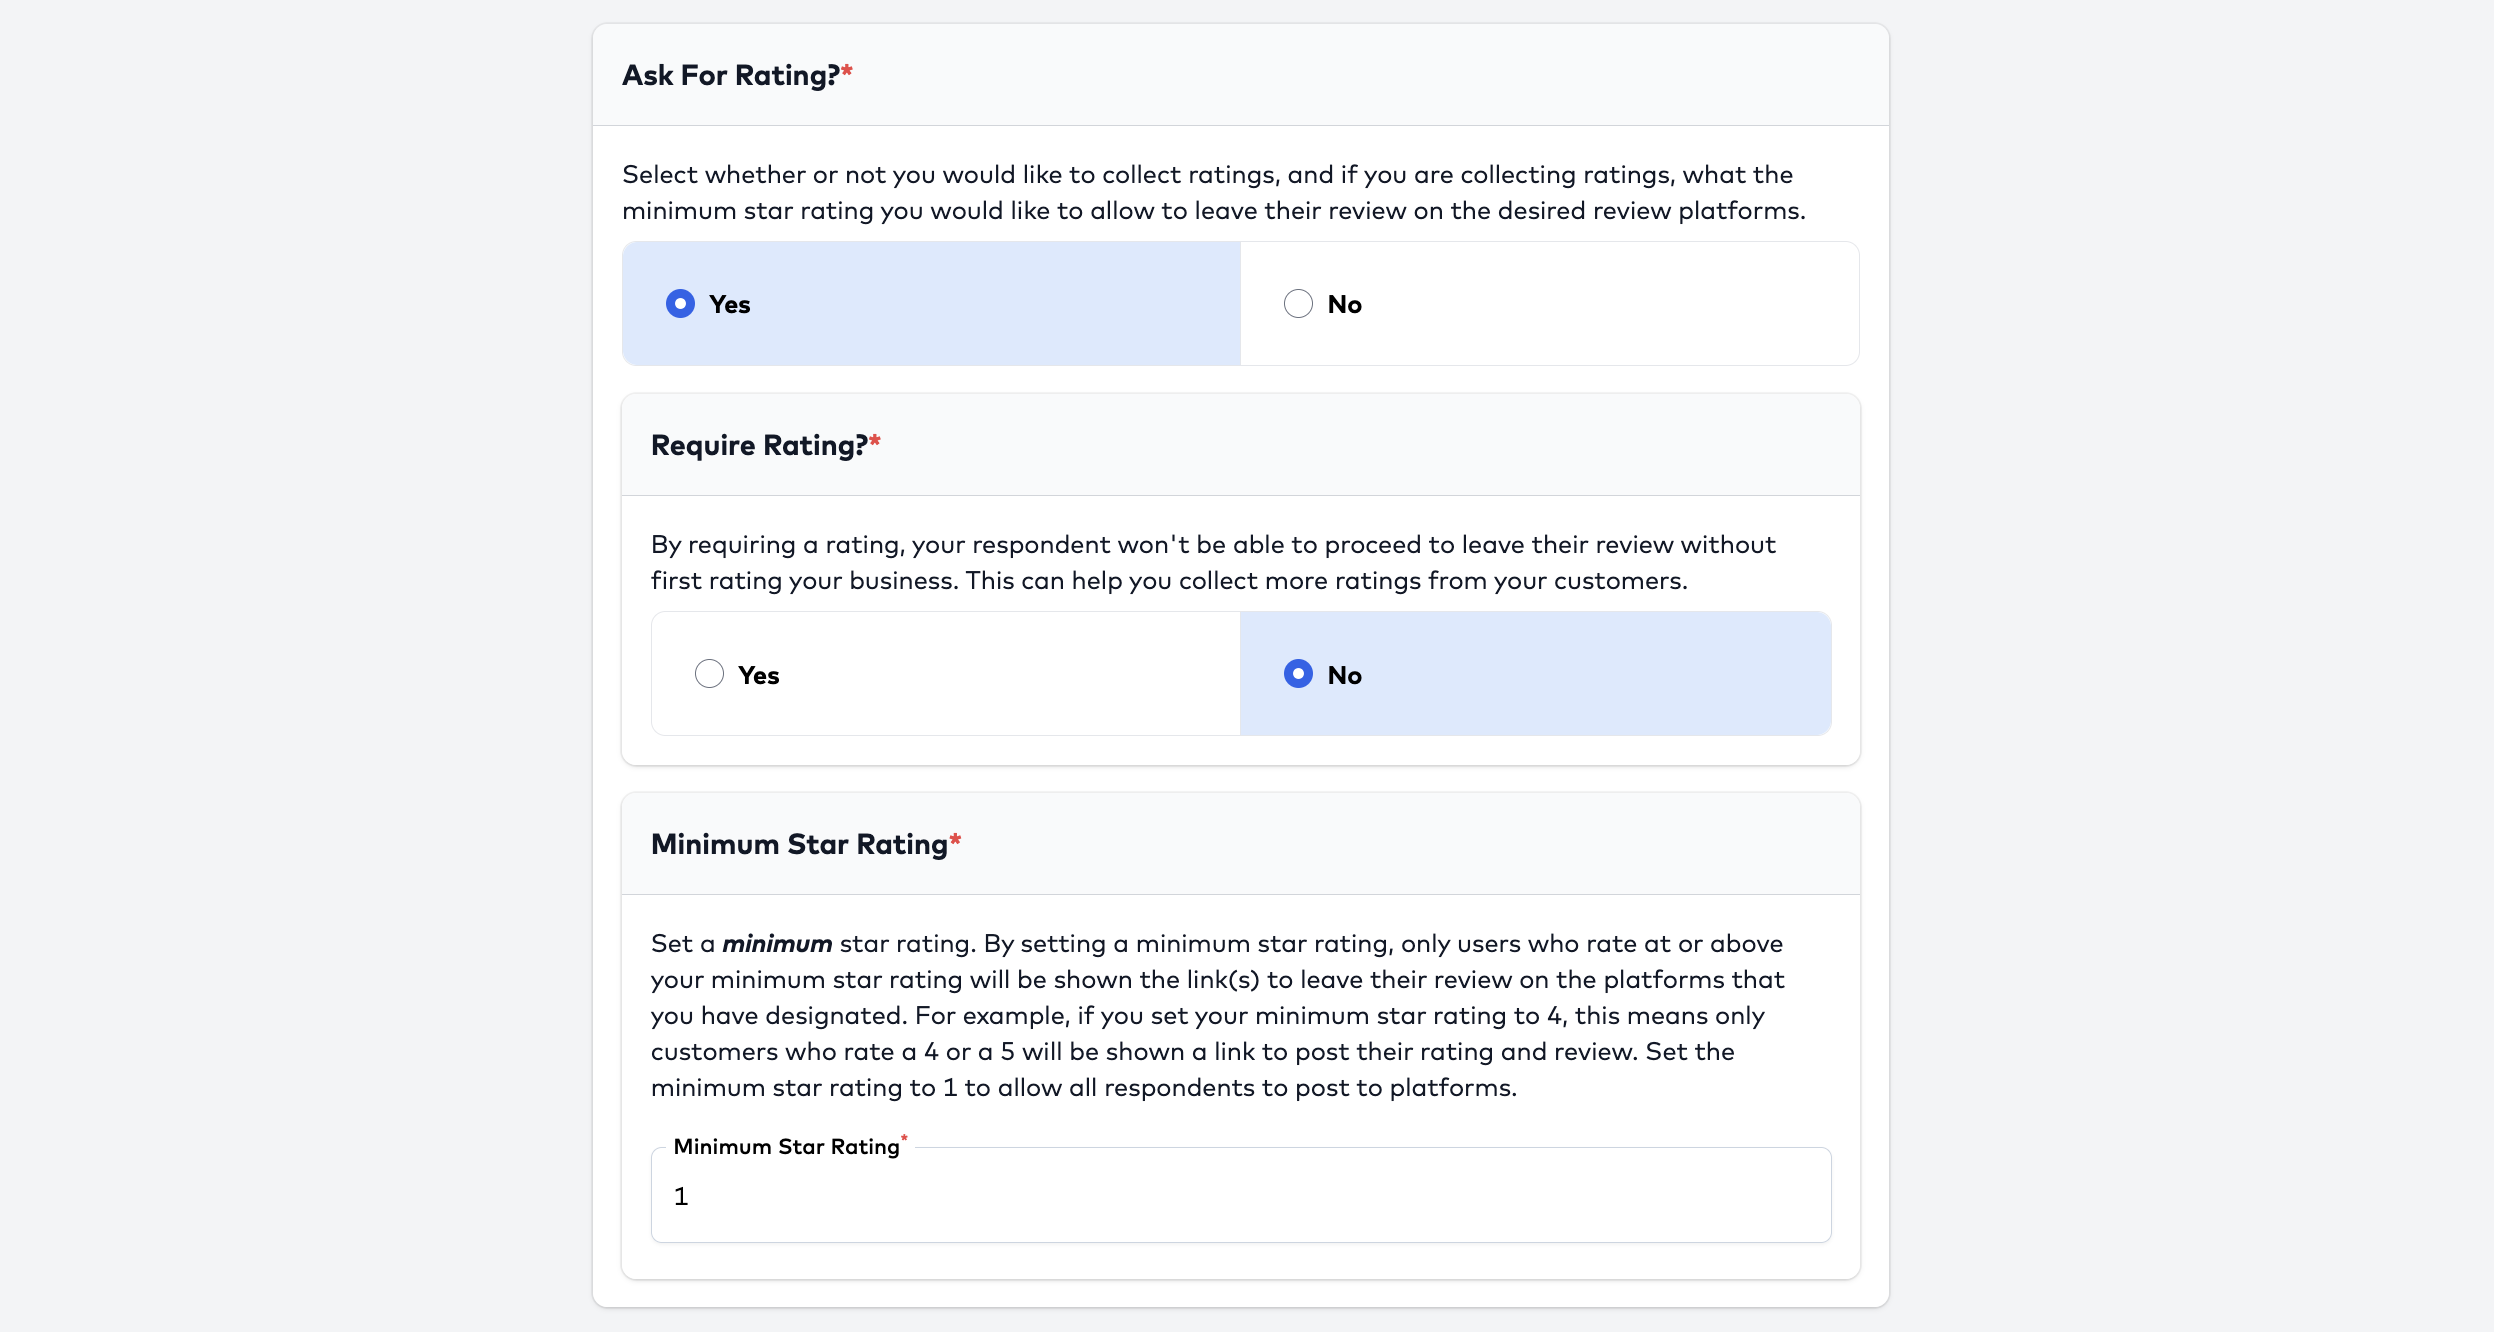 Ask For Rating?*
Select whether or not you would like to collect ratings, and if you are collecting ratings, what the
minimum star rating you would like to allow to leave their review on the desired review platforms.
Yes
No
Require Rating?*
By requiring a rating, your respondent won't be able to proceed to leave their review without
first rating your business. This can help you collect more ratings from your customers.
Yes
No
Minimum Star Rating*
Set a minimum star rating. By setting a minimum star rating, only users who rate at or above
your minimum star rating will be shown the link(s) to leave their review on the platforms that
you have designated. For example, if you set your minimum star rating to 4, this means only
customers who rate a 4 or a 5 will be shown a link to post their rating and review. Set the
minimum star rating to 1 to allow all respondents to post to platforms.
Minimum Star Rating*
1